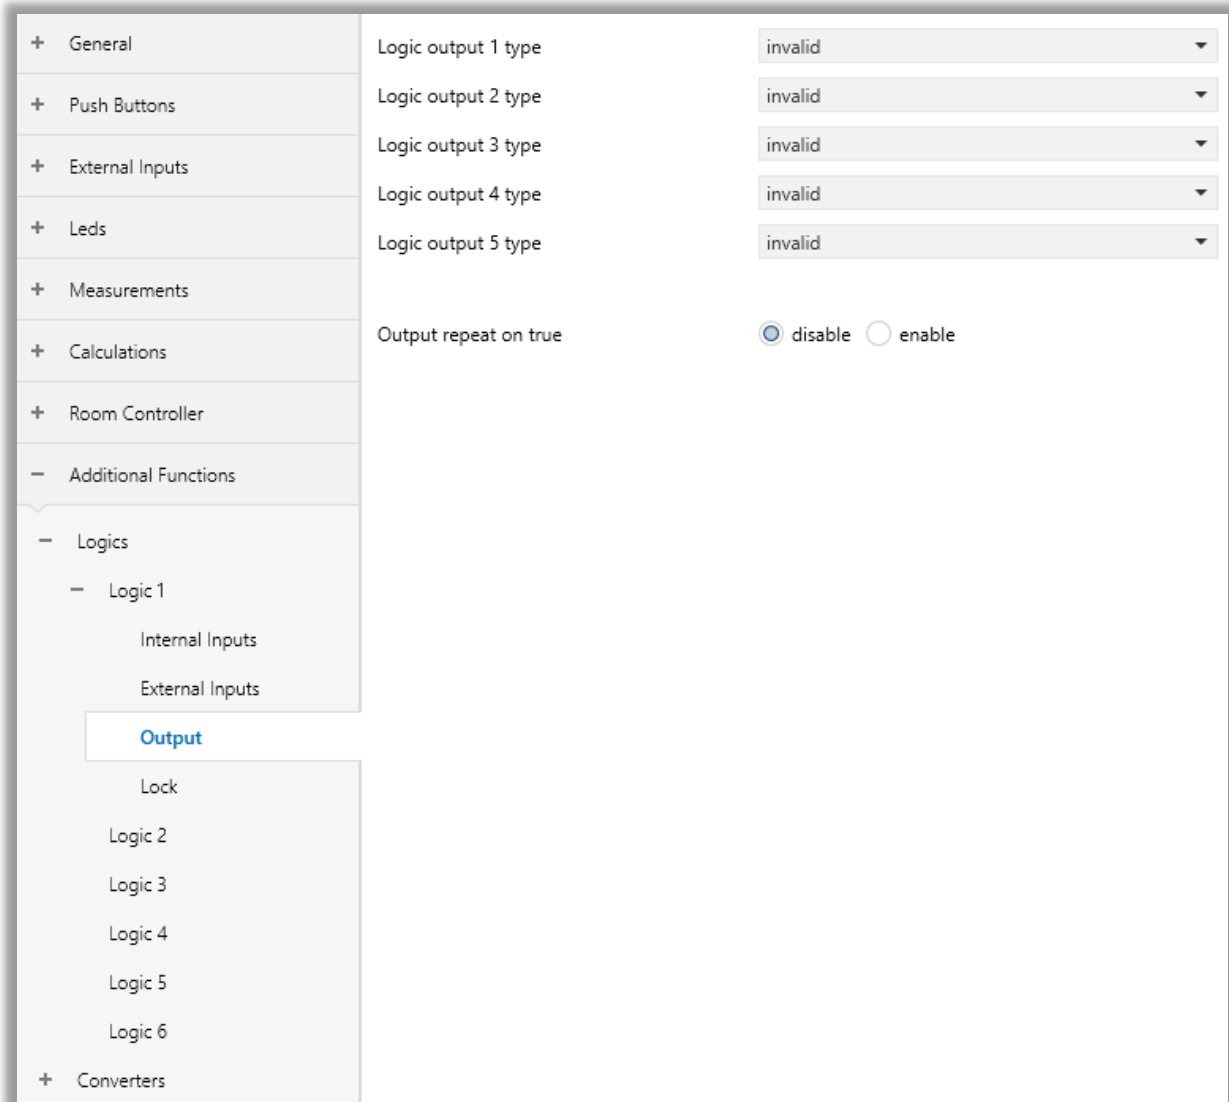 General
Push Buttons
External Inputs
Leds
Measurements
Calculations
Room Controller
Additional Functions
Logics
Logic 1
Internal Inputs
External Inputs
Output
Lock
Logic 2
Logic 3
Logic 4
Logic 5
Logic 6
Converters
Logic output 1 type invalid
Logic output 2 type invalid
Logic output 3 type invalid
Logic output 4 type invalid
Logic output 5 type invalid
Output repeat on true disable enable